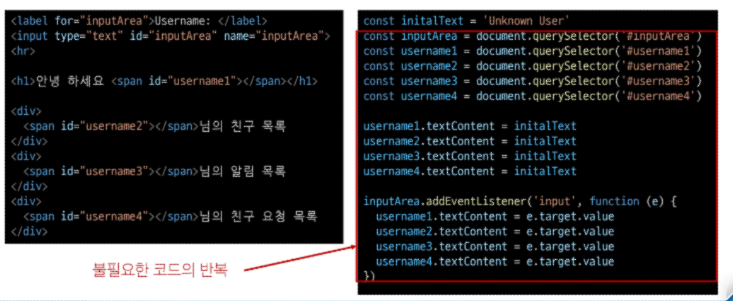 <label for="inputArea">Username: </label>
<input type="text" id="inputArea" name="inputArea">
<hr>
<h1>안녕 하세요 <span id="username1"></span></h1>
<div>
<span id="username2"></span>님의 친구 목록
</div>
<div>
<span id="username3"></span>님의 알림 목록
</div>
<div>
<span id="username4"></span>님의 친구 요청 목록
</div>
불필요한 코드의 반복
const initalText = 'Unknown User'
const inputArea = document.querySelector('#inputArea')
const username1 = document.querySelector('#username1')
const username2 = document.querySelector('#username2')
const username3 = document.querySelector('#username3')
const username4 = document.querySelector('#username4')
username1.textContent = initalText
username2.textContent = initalText
username3.textContent = initalText
username4.textContent = initalText
inputArea.addEventListener('input', function (e) {
username1.textContent = e.target.value
username2.textContent = e.target.value
username3.textContent = e.target.value
username4.textContent = e.target.value
})